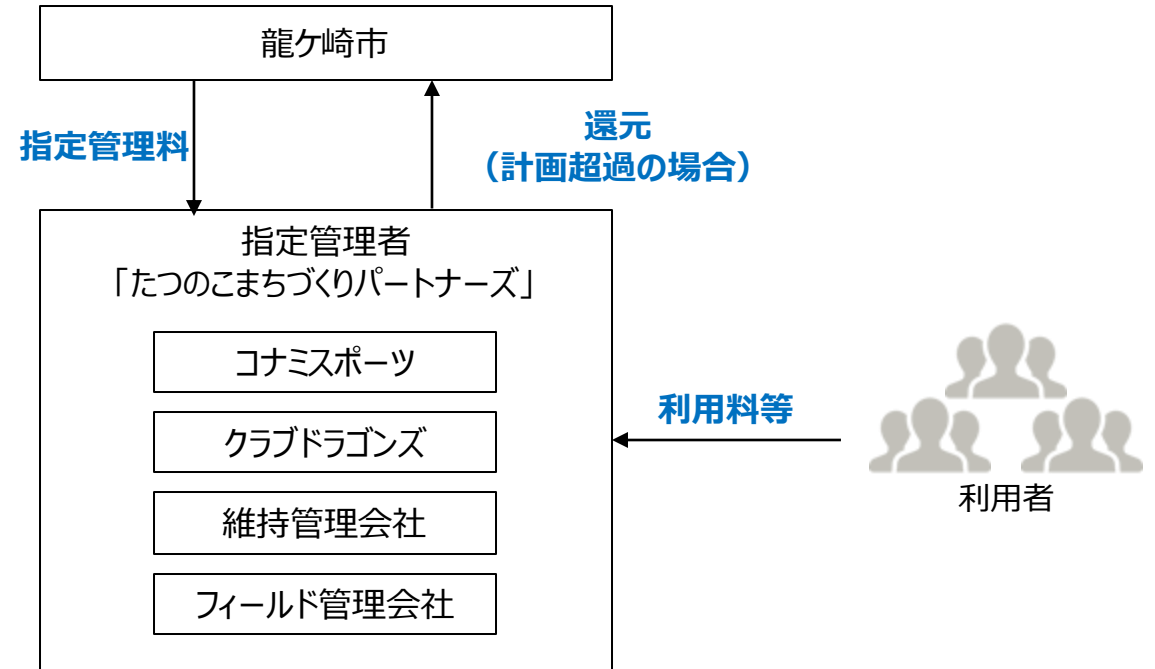 龍ケ崎市
指定管理料
還元
（計画超過の場合）
指定管理者
「たつのこまちづくりパートナーズ」
コナミスポーツ
クラブドラゴンズ
維持管理会社
フィールド管理会社
利用料等
利用者